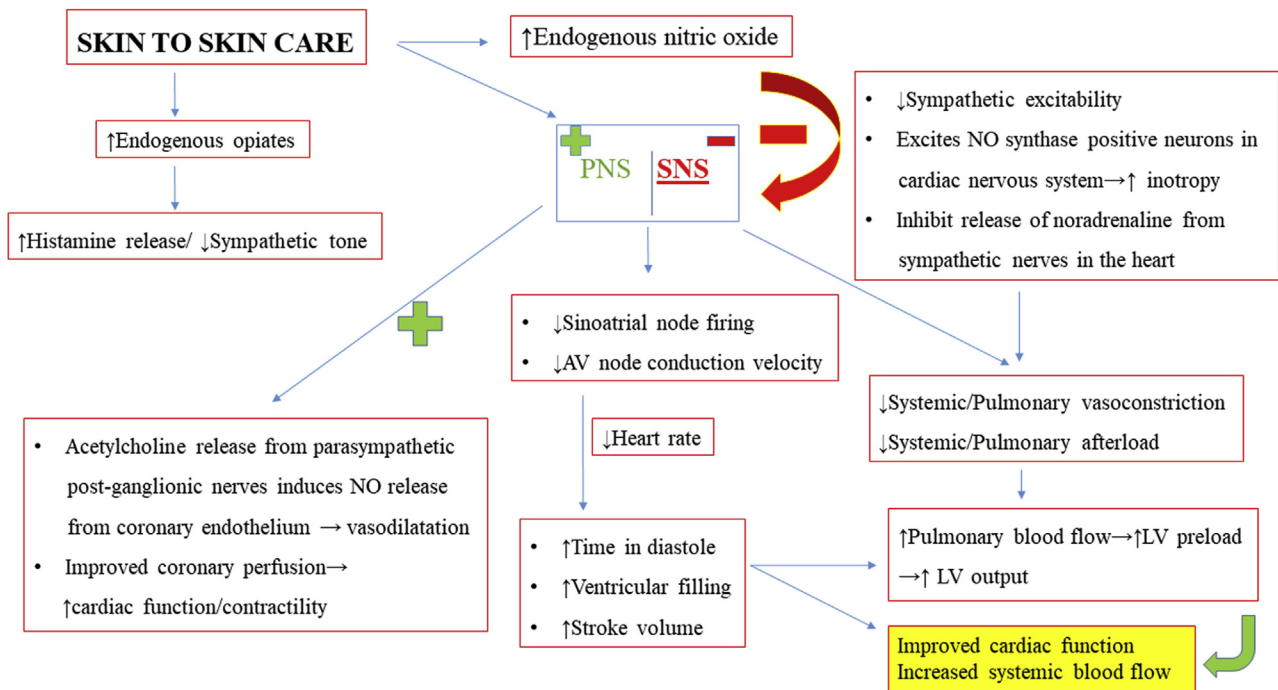 SKIN TO SKIN CARE
↑Endogenous nitric oxide
↑Endogenous opiates
↑Histamine release/ ↓Sympathetic tone
PNS
SNS
• ↓Sympathetic excitability
• Excites NO synthase positive neurons in
cardiac nervous system→↑ inotropy
• Inhibit release of noradrenaline from
sympathetic nerves in the heart
• ↓Sinoatrial node firing
• ↓AV node conduction velocity
↓Heart rate
↓Systemic/Pulmonary vasoconstriction
↓Systemic/Pulmonary afterload
• Acetylcholine release from parasympathetic
post-ganglionic nerves induces NO release
from coronary endothelium → vasodilatation
• Improved coronary perfusion→
↑cardiac function/contractility
• ↑Time in diastole
• ↑Ventricular filling
• ↑Stroke volume
↑Pulmonary blood flow→↑LV preload
→↑ LV output
Improved cardiac function
Increased systemic blood flow